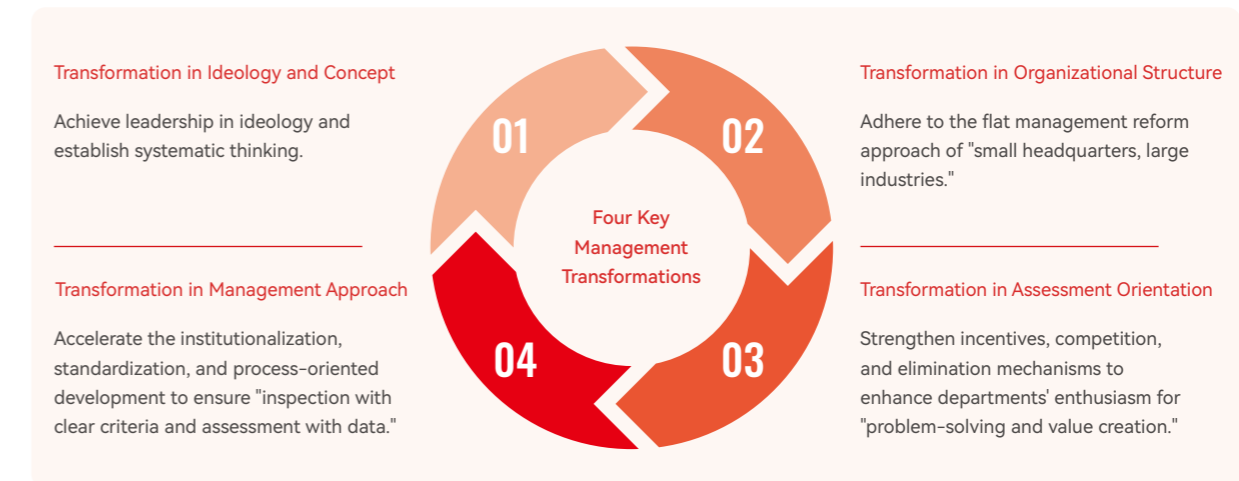 Transformation in Ideology and Concept
Achieve leadership in ideology and
establish systematic thinking.
01
02
Transformation in Organizational Structure
Adhere to the flat management reform
approach of "small headquarters, large
industries."
Four Key
Management
Transformations
Transformation in Management Approach
Accelerate the institutionalization,
standardization, and process-oriented
development to ensure "inspection with
clear criteria and assessment with data."
04
03
Transformation in Assessment Orientation
Strengthen incentives, competition,
and elimination mechanisms to
enhance departments' enthusiasm for
"problem-solving and value creation."